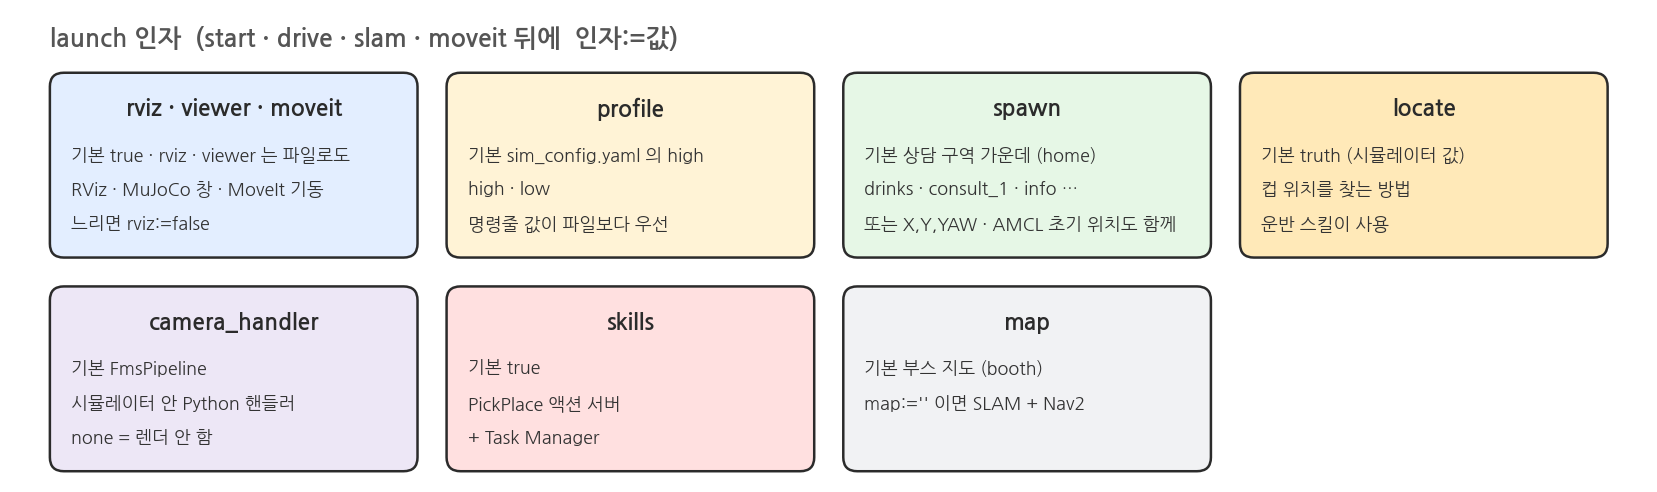 launch 인자  (start · drive · slam · moveit 뒤에  인자:=값)
rviz · viewer · moveit
기본 true · rviz · viewer 는 파일로도
RViz · MuJoCo 창 · MoveIt 기동
느리면 rviz:=false
profile
기본 sim_config.yaml 의 high
high · low
명령줄 값이 파일보다 우선
spawn
기본 상담 구역 가운데 (home)
drinks · consult_1 · info ···
또는 X,Y,YAW · AMCL 초기 위치도 함께
locate
기본 truth (시뮬레이터 값)
컵 위치를 찾는 방법
운반 스킬이 사용
camera_handler
기본 FmsPipeline
시뮬레이터 안 Python 핸들러
none = 렌더 안 함
skills
기본 true
PickPlace 액션 서버
+ Task Manager
map
기본 부스 지도 (booth)
map:='' 이면 SLAM + Nav2